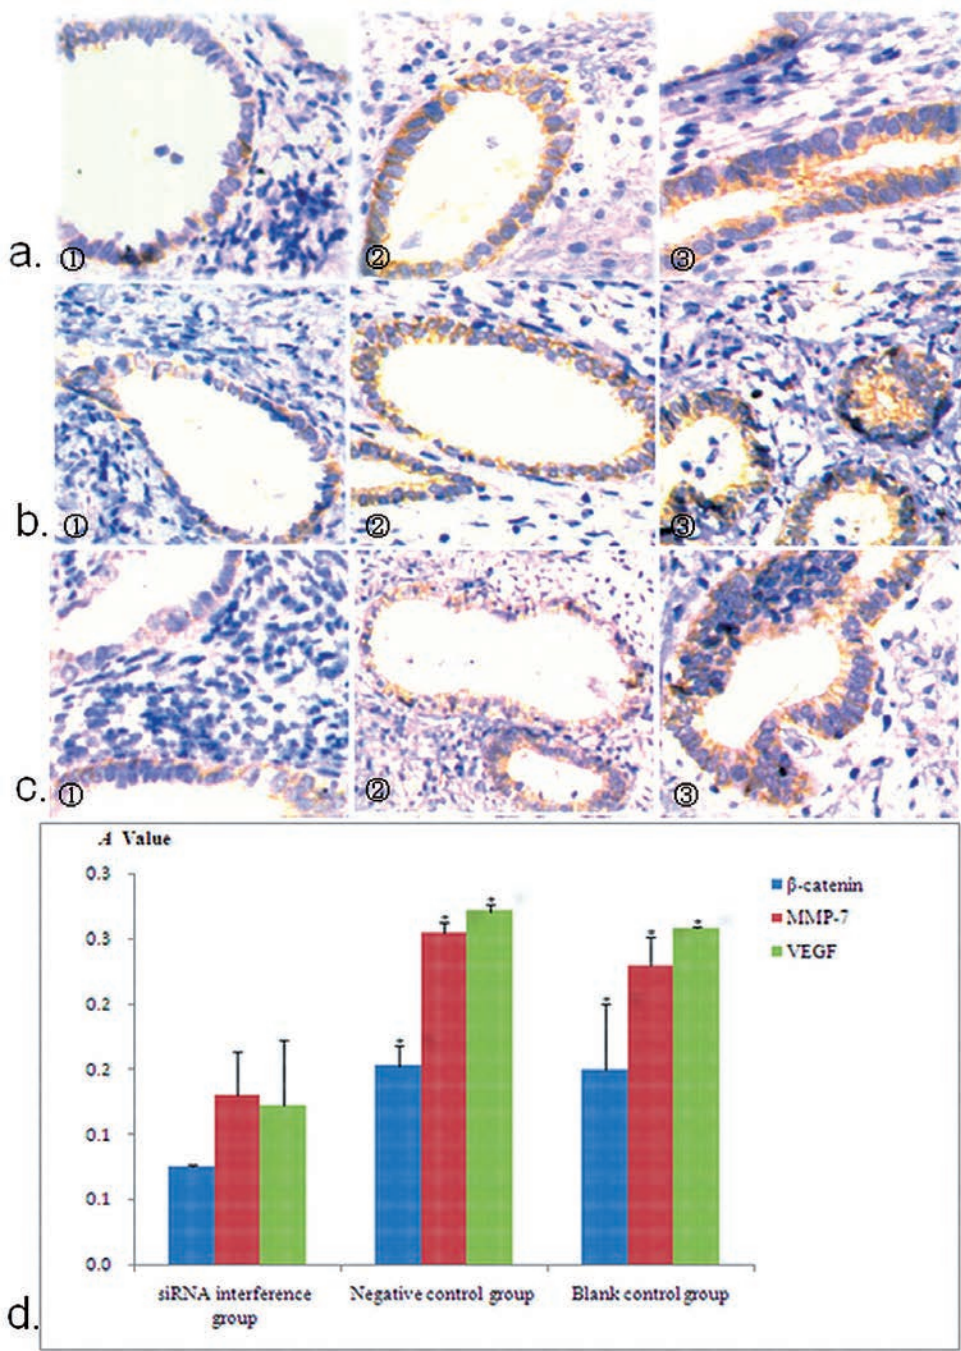 a.
①
②
③
b.
①
②
③
c.
①
②
③
A Value
0.3
0.3
0.2
0.2
0.1
0.1
0.0
* * *
* * *
β-catenin
MMP-7
VEGF
siRNA interference
group
Negative control group
Blank control group
d.